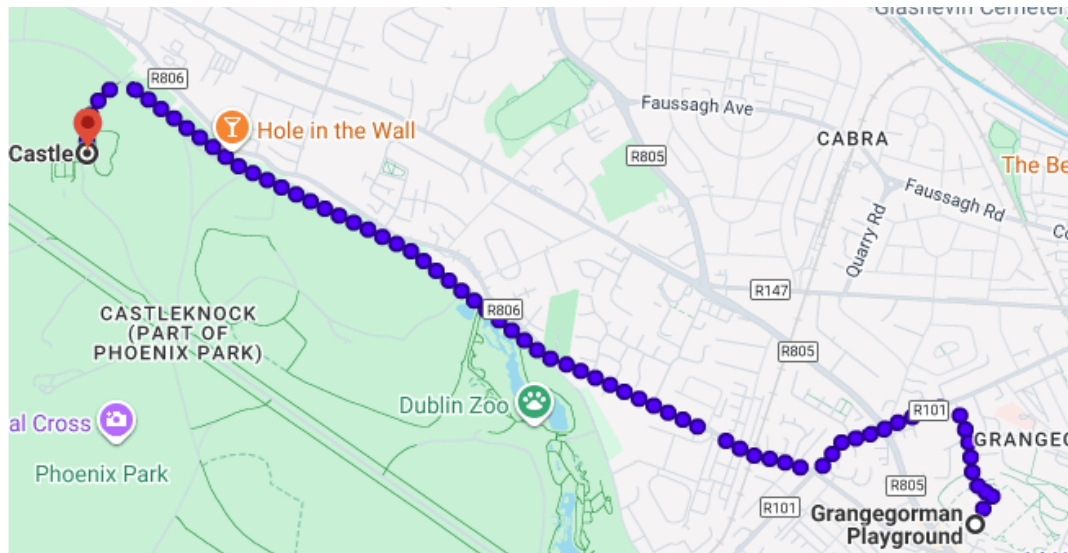 Glasnevin Cemetery
R806
Faussagh Ave
Hole in the Wall
CABRA
R805
Castle
The Be
Faussagh Rd
Quarry Rd
Co
R147
CASTLEKNOCK
(PART OF
PHOENIX PARK)
R806
R805
Dublin Zoo
R101
al Cross
GRANGEG
Phoenix Park
R805
R101
Grangegorman
Playground